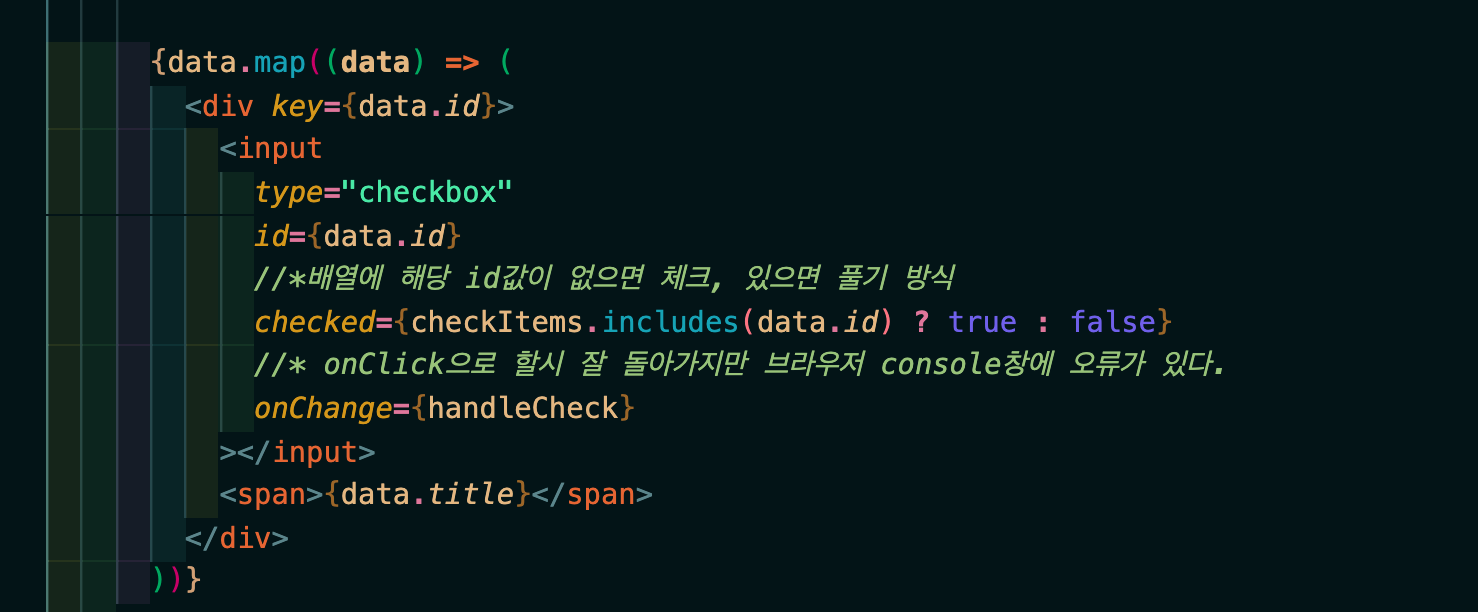 {data.map((data) => (
<div key={data.id}>
<input
type="checkbox"
id={data.id}
//*배열에 해당 id값이 없으면 체크, 있으면 풀기 방식
checked={checkItems.includes(data.id) ? true : false}
//* onClick으로 할시 잘 돌아가지만 브라우저 console창에 오류가 있다.
onChange={handleCheck}
></input>
<span>{data.title}</span>
</div>
))}